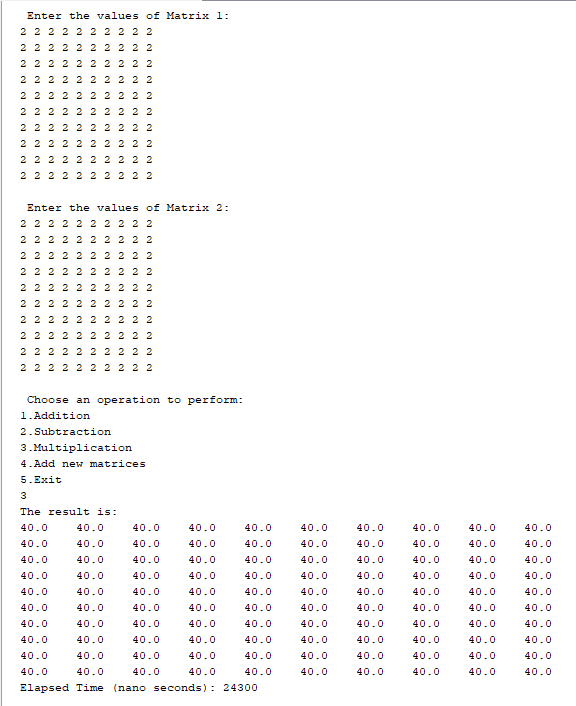 Enter the values of Matrix 1:
2 2 2 2 2 2 2 2 2 2
2 2 2 2 2 2 2 2 2 2
2 2 2 2 2 2 2 2 2 2
2 2 2 2 2 2 2 2 2 2
2 2 2 2 2 2 2 2 2 2
2 2 2 2 2 2 2 2 2 2
2 2 2 2 2 2 2 2 2 2
2 2 2 2 2 2 2 2 2 2
2 2 2 2 2 2 2 2 2 2
2 2 2 2 2 2 2 2 2 2
Enter the values of Matrix 2:
2 2 2 2 2 2 2 2 2 2
2 2 2 2 2 2 2 2 2 2
2 2 2 2 2 2 2 2 2 2
2 2 2 2 2 2 2 2 2 2
2 2 2 2 2 2 2 2 2 2
2 2 2 2 2 2 2 2 2 2
2 2 2 2 2 2 2 2 2 2
2 2 2 2 2 2 2 2 2 2
2 2 2 2 2 2 2 2 2 2
2 2 2 2 2 2 2 2 2 2
Choose an operation to perform:
1.Addition
2.Subtraction
3.Multiplication
4.Add new matrices
5.Exit
3
The result is:
40.0 40.0 40.0 40.0 40.0 40.0 40.0 40.0 40.0 40.0
40.0 40.0 40.0 40.0 40.0 40.0 40.0 40.0 40.0 40.0
40.0 40.0 40.0 40.0 40.0 40.0 40.0 40.0 40.0 40.0
40.0 40.0 40.0 40.0 40.0 40.0 40.0 40.0 40.0 40.0
40.0 40.0 40.0 40.0 40.0 40.0 40.0 40.0 40.0 40.0
40.0 40.0 40.0 40.0 40.0 40.0 40.0 40.0 40.0 40.0
40.0 40.0 40.0 40.0 40.0 40.0 40.0 40.0 40.0 40.0
40.0 40.0 40.0 40.0 40.0 40.0 40.0 40.0 40.0 40.0
40.0 40.0 40.0 40.0 40.0 40.0 40.0 40.0 40.0 40.0
40.0 40.0 40.0 40.0 40.0 40.0 40.0 40.0 40.0 40.0
Elapsed Time (nano seconds): 24300